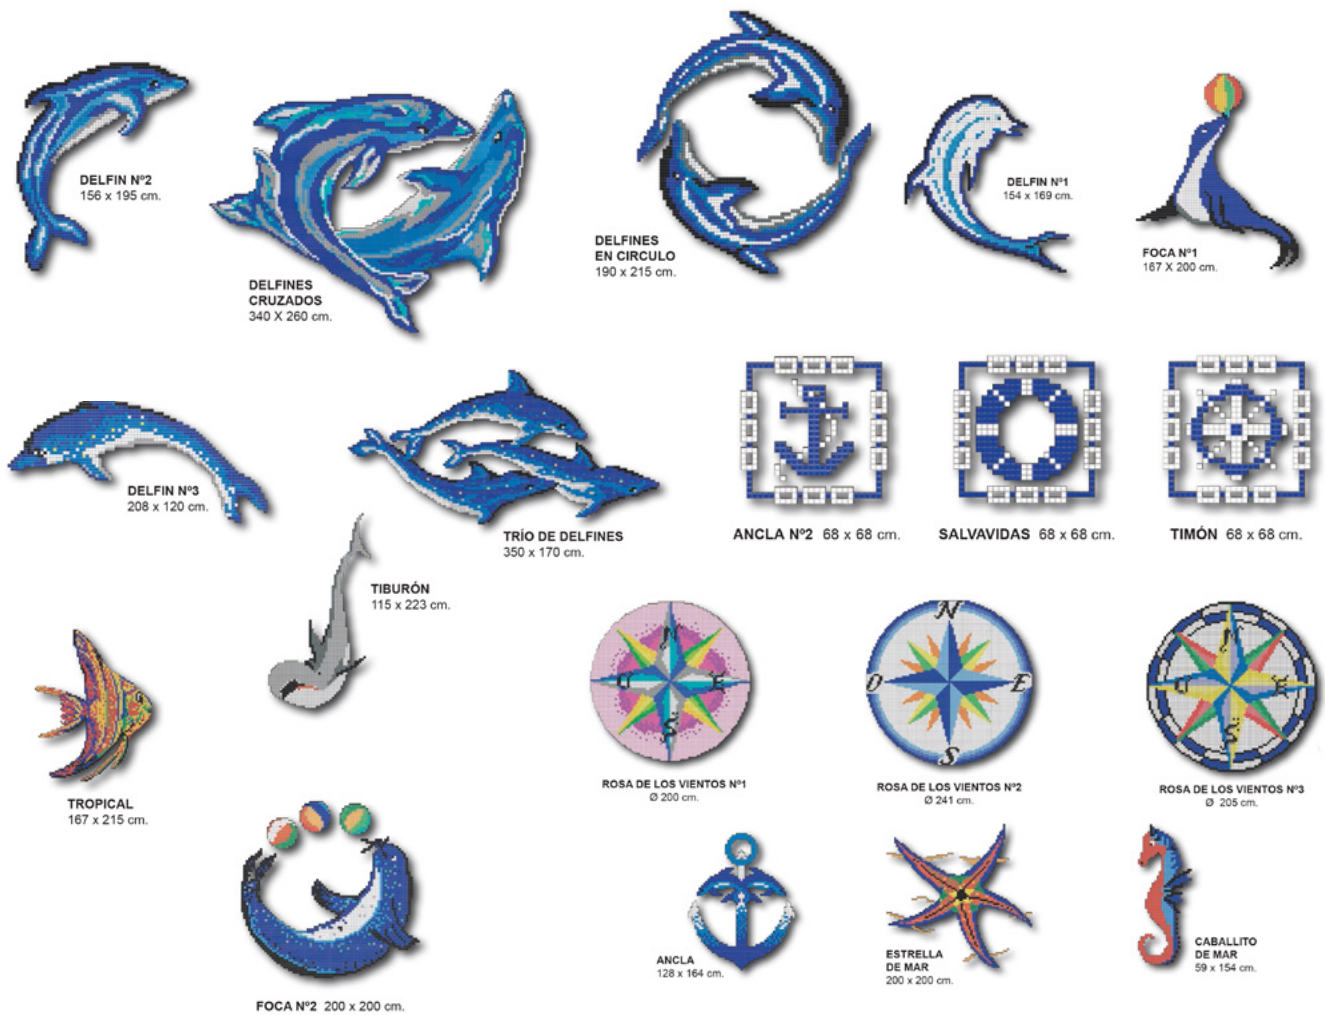 DELFIN Nº2
156 x 195 cm.
DELFINES
CRUZADOS
340 X 260 cm.
DELFINES
EN CIRCULO
190 x 215 cm.
DELFIN Nº1
154 x 169 cm.
FOCA Nº1
167 X 200 cm.
DELFIN Nº3
208 x 120 cm.
TRÍO DE DELFINES
350 x 170 cm.
ANCLA Nº2 68 x 68 cm.
SALVAVIDAS 68 x 68 cm.
TIMÓN 68 x 68 cm.
TIBURÓN
115 x 223 cm.
TROPICAL
167 x 215 cm.
N
O E
S
ROSA DE LOS VIENTOS Nº1
Ø 200 cm.
N
O E
S
ROSA DE LOS VIENTOS Nº2
Ø 241 cm.
N
O E
S
ROSA DE LOS VIENTOS Nº3
Ø 205 cm.
FOCA Nº2 200 x 200 cm.
ANCLA
128 x 164 cm.
ESTRELLA
DE MAR
200 x 200 cm.
CABALLITO
DE MAR
59 x 154 cm.